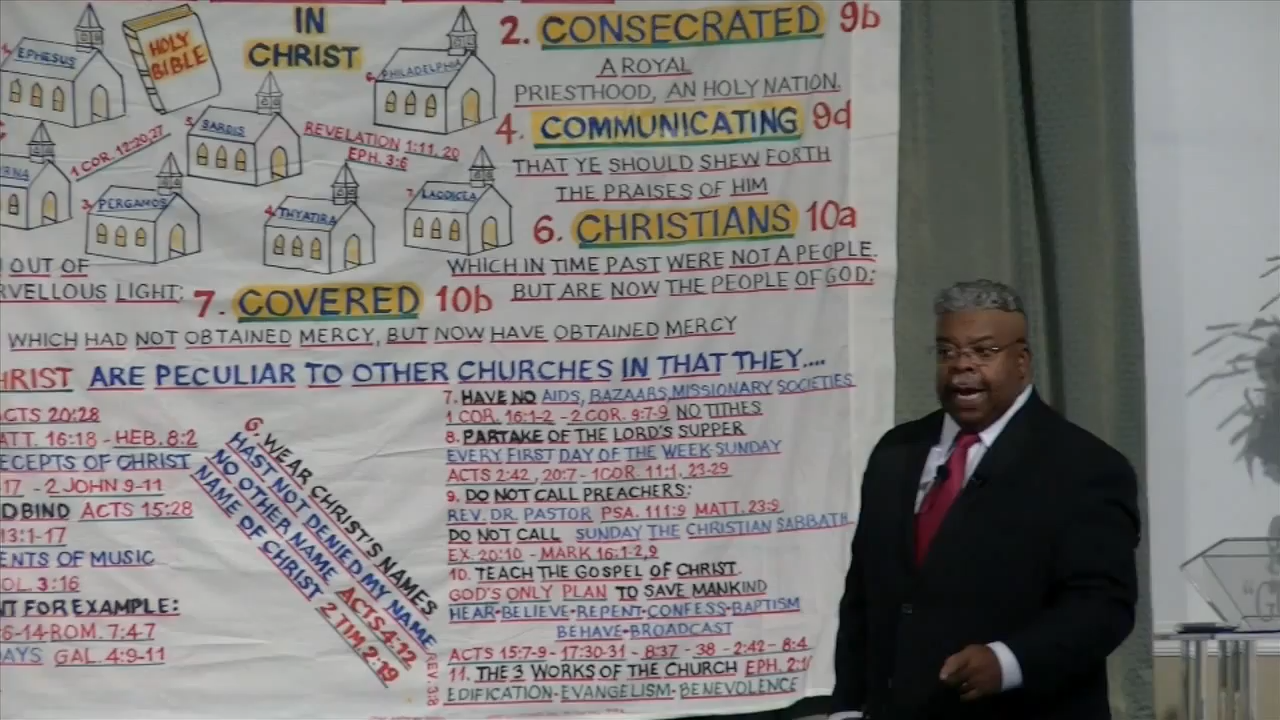 IN
CHRIST
EPHESUS
HOLY
BIBLE
6. PHILADELPHIA
5. SARDIS
1 COR. 12:20,27
REVELATION 1:11, 20
EPH. 3:6
RNA
3. PERGAMOS
4. THYATIRA
7. LAODICEA
2. CONSECRATED 9b
A ROYAL
PRIESTHOOD, AN HOLY NATION.
4. COMMUNICATING 9d
THAT YE SHOULD SHEW FORTH
THE PRAISES OF HIM
6. CHRISTIANS 10a
WHICH IN TIME PAST WERE NOT A PEOPLE,
BUT ARE NOW THE PEOPLE OF GOD:
OUT OF
RVELLOUS LIGHT:
7. COVERED 10b
WHICH HAD NOT OBTAINED MERCY, BUT NOW HAVE OBTAINED MERCY
HRIST ARE PECULIAR TO OTHER CHURCHES IN THAT THEY....
CTS 20:28
ATT. 16:18 - HEB. 8:2
ECEPTS OF CHRIST
17 - 2 JOHN 9-11
D BIND ACTS 15:28
13:1-17
ENTS OF MUSIC
OL. 3:16
NT FOR EXAMPLE:
6-14-ROM. 7:4-7
AYS GAL. 4:9-11
6. WEAR CHRIST'S NAMES
HAST NOT DENIED MY NAME REV. 3:8
NO OTHER NAME ACTS 4:12
NAME OF CHRIST 2 TIM. 2:19
7. HAVE NO AIDS, BAZAARS, MISSIONARY SOCIETIES
1 COR. 16:1-2 - 2 COR. 9:7-9 NO TITHES
8. PARTAKE OF THE LORD'S SUPPER
EVERY FIRST DAY OF THE WEEK-SUNDAY
ACTS 2:42, 20:7 - 1COR. 11:1, 23-29
9. DO NOT CALL PREACHERS:
REV. DR. PASTOR PSA. 111:9 MATT. 23:9
DO NOT CALL SUNDAY THE CHRISTIAN SABBATH
EX. 20:10 - MARK 16:1-2,9
10. TEACH THE GOSPEL OF CHRIST.
GOD'S ONLY PLAN TO SAVE MANKIND
HEAR-BELIEVE-REPENT-CONFESS-BAPTISM
BEHAVE-BROADCAST
ACTS 15:7-9 - 17:30-31 - 8:37 - 38 - 2:42 - 8:4
11. THE 3 WORKS OF THE CHURCH EPH. 2:1
EDIFICATION-EVANGELISM-BENEVOLENCE